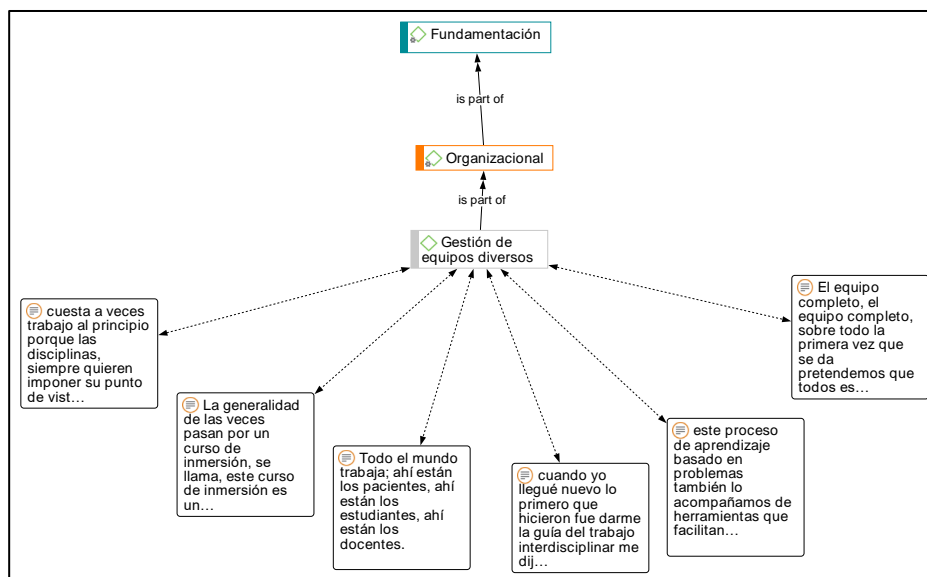 Fundamentación
is part of
Organizacional
is part of
Gestión de
equipos diversos
cuesta a veces
trabajo al principio
porque las
disciplinas,
siempre quieren
imponer su punto
de vist…
La generalidad
de las veces
pasan por un
curso de
inmersión, se
llama, este curso
de inmersión es
un…
Todo el mundo
trabaja; ahí están
los pacientes, ahí
están los
estudiantes, ahí
están los
docentes.
cuando yo
llegué nuevo lo
primero que
hicieron fue darme
la guía del trabajo
interdisciplinar me
dij…
este proceso
de aprendizaje
basado en
problemas
también lo
acompañamos de
herramientas que
facilitan…
El equipo
completo, el
equipo completo,
sobre todo la
primera vez que
se da
pretendemos que
todos es…